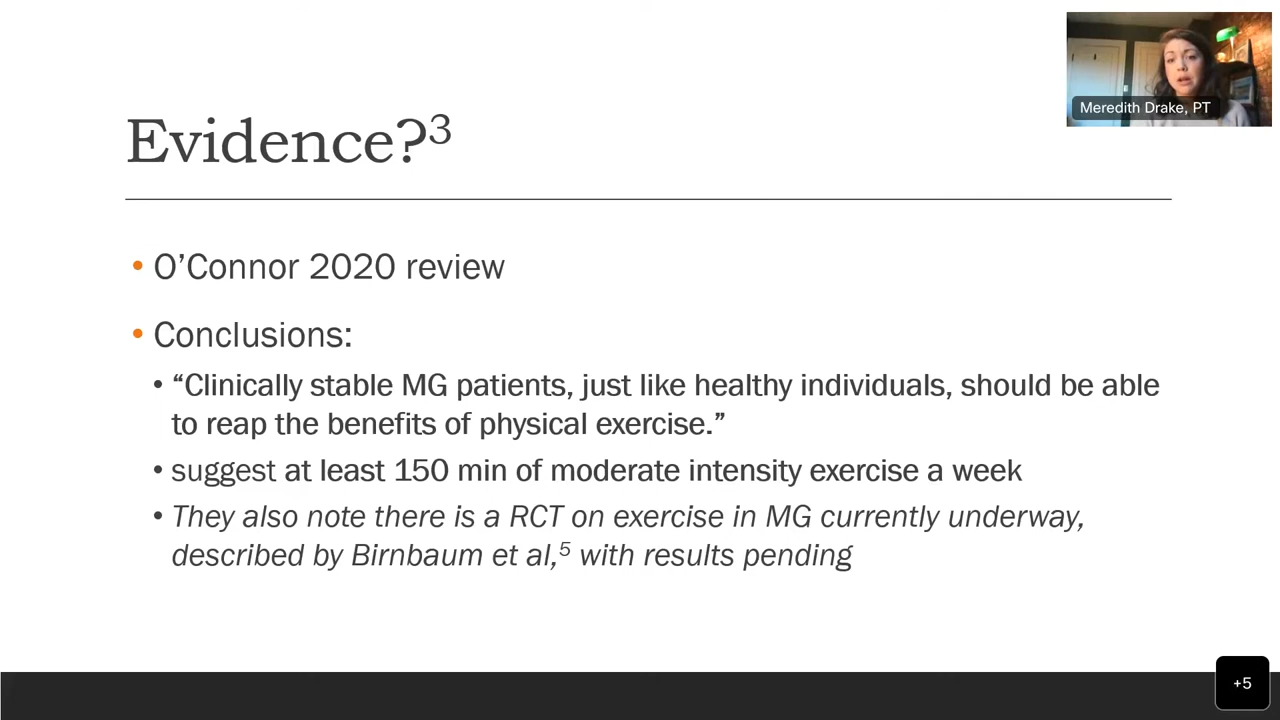 Meredith Drake, PT
Evidence?³
• O’Connor 2020 review
• Conclusions:
• “Clinically stable MG patients, just like healthy individuals, should be able
to reap the benefits of physical exercise.”
• suggest at least 150 min of moderate intensity exercise a week
• They also note there is a RCT on exercise in MG currently underway,
described by Birnbaum et al,⁵ with results pending
+5